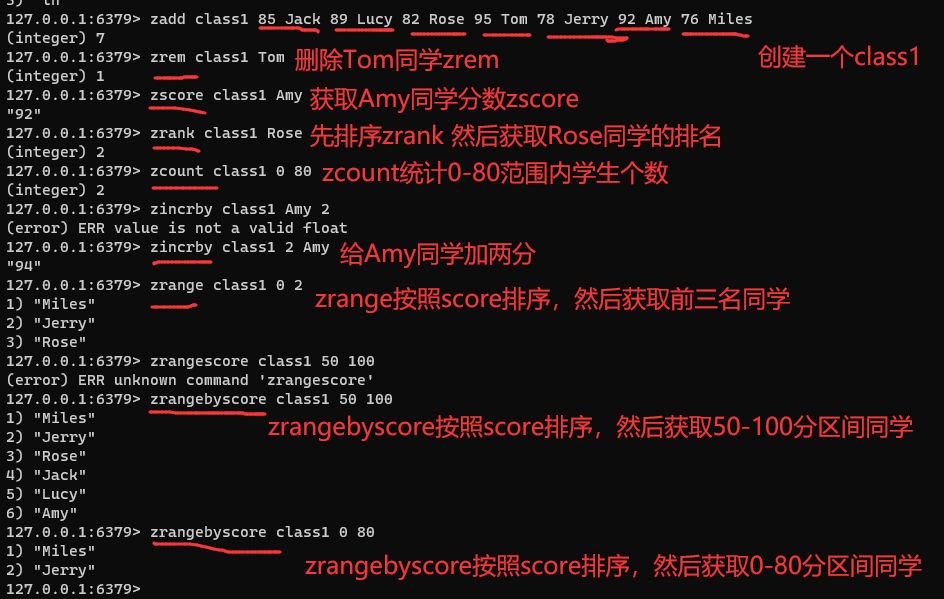 127.0.0.1:6379> zadd class1 85 Jack 89 Lucy 82 Rose 95 Tom 78 Jerry 92 Amy 76 Miles
(integer) 7
创建一个class1
127.0.0.1:6379> zrem class1 Tom 删除Tom同学zrem
(integer) 1
127.0.0.1:6379> zscore class1 Amy 获取Amy同学分数zscore
"92"
127.0.0.1:6379> zrank class1 Rose 先排序zrank 然后获取Rose同学的排名
(integer) 2
127.0.0.1:6379> zcount class1 0 80 zcount统计0-80范围内学生个数
(integer) 2
127.0.0.1:6379> zincrby class1 Amy 2
(error) ERR value is not a valid float
127.0.0.1:6379> zincrby class1 2 Amy 给Amy同学加两分
"94"
127.0.0.1:6379> zrange class1 0 2
1) "Miles" zrange按照score排序，然后获取前三名同学
2) "Jerry"
3) "Rose"
127.0.0.1:6379> zrangescore class1 50 100
(error) ERR unknown command 'zrangescore'
127.0.0.1:6379> zrangebyscore class1 50 100
1) "Miles" zrangebyscore按照score排序，然后获取50-100分区间同学
2) "Jerry"
3) "Rose"
4) "Jack"
5) "Lucy"
6) "Amy"
127.0.0.1:6379> zrangebyscore class1 0 80
1) "Miles"
2) "Jerry" zrangebyscore按照score排序，然后获取0-80分区间同学
127.0.0.1:6379>